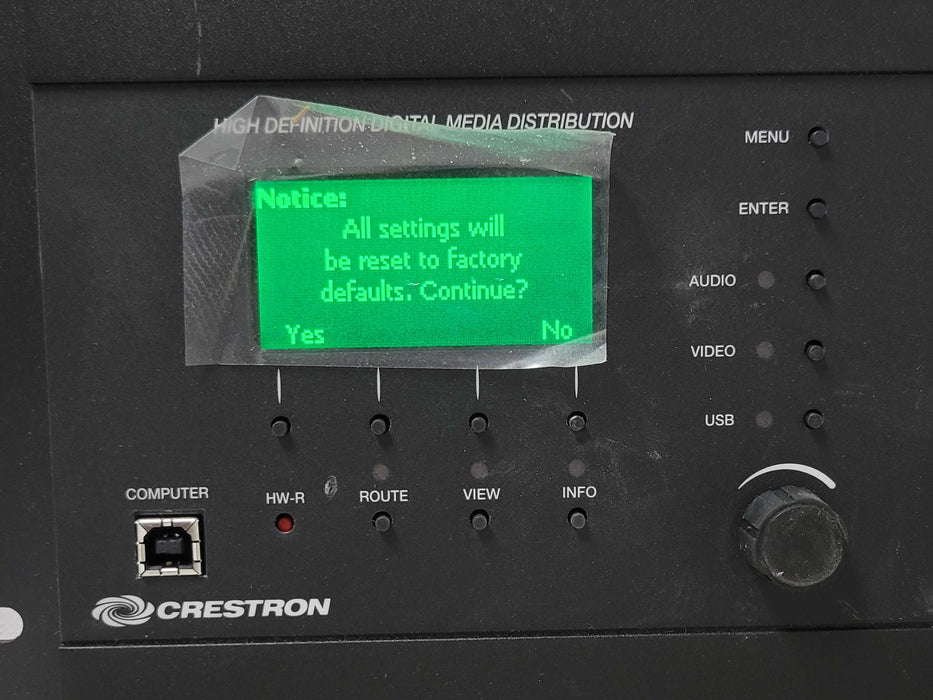 HIGH DEFINITION DIGITAL MEDIA DISTRIBUTION
Notice:
All settings will
be reset to factory
defaults. Continue?
Yes No
MENU
ENTER
AUDIO
VIDEO
USB
COMPUTER HW-R ROUTE VIEW INFO
CRESTRON